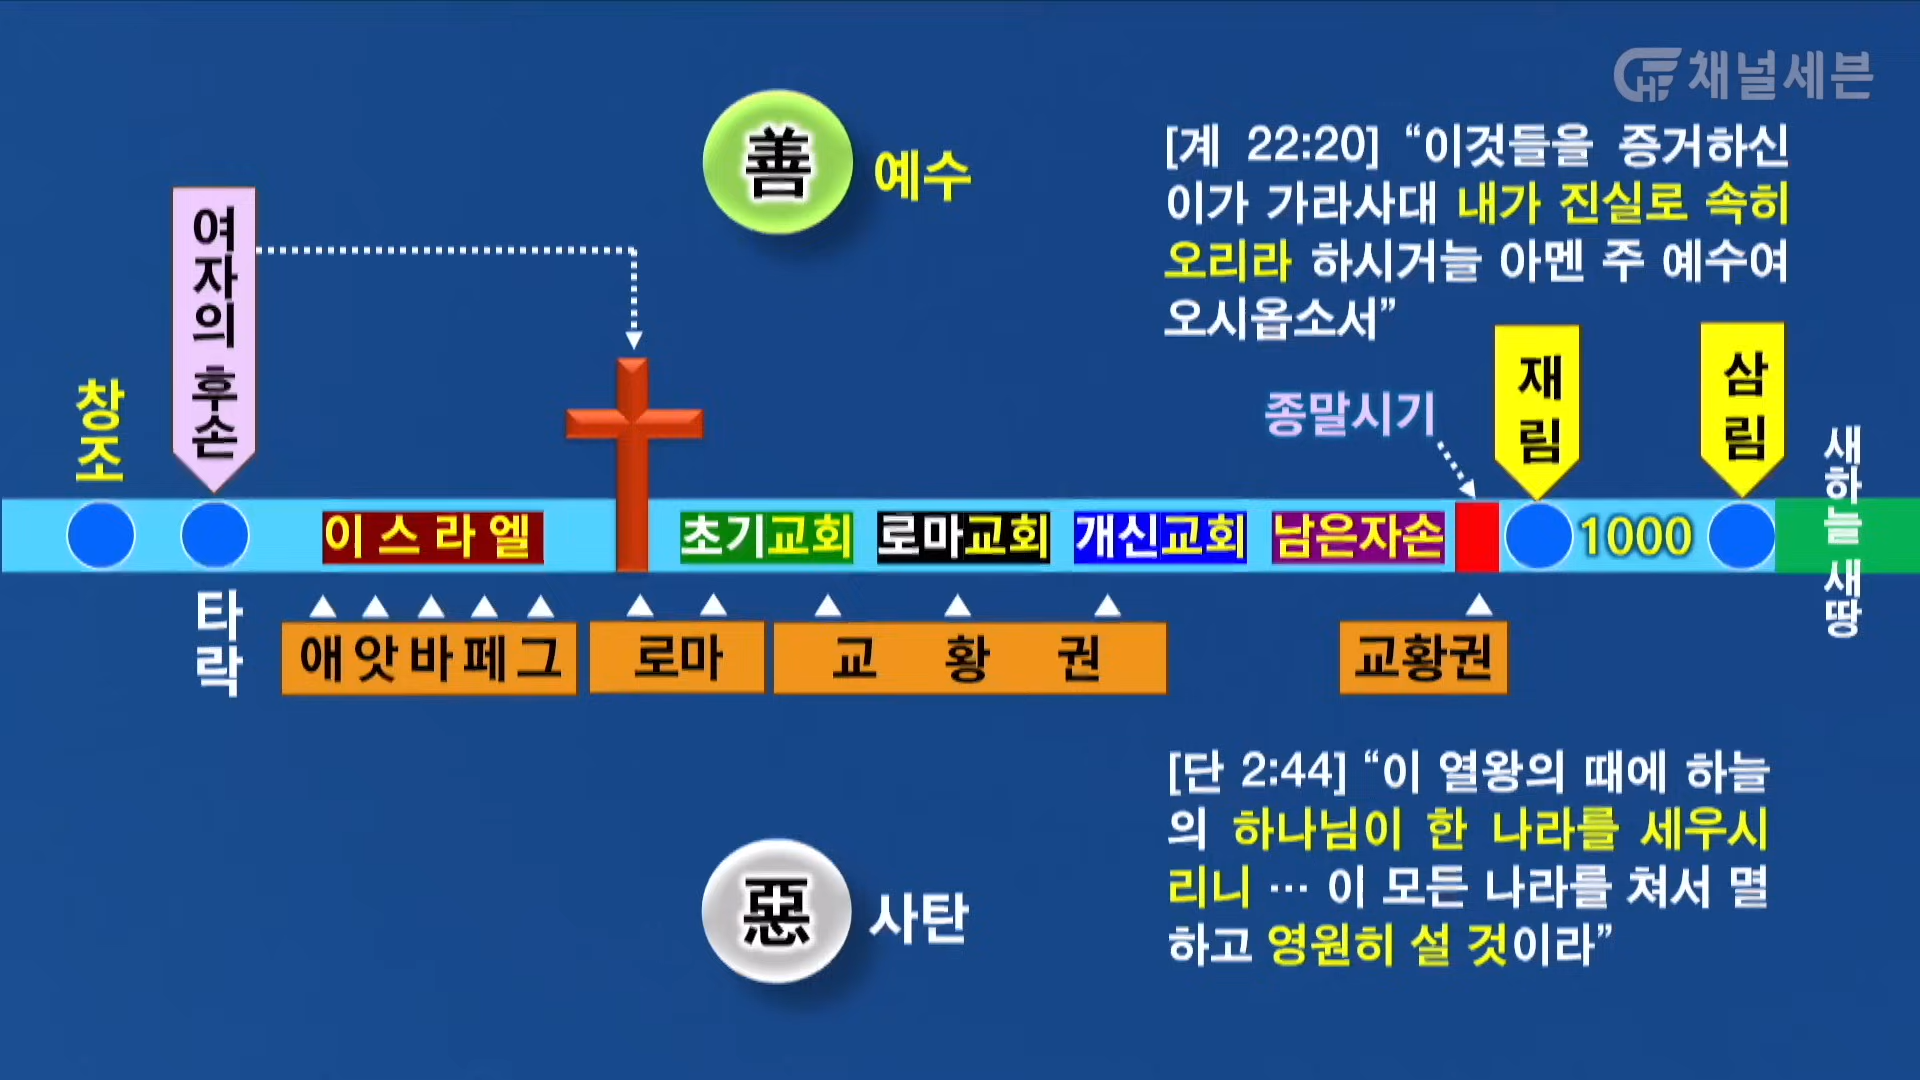 CH 채널세븐
善 예수
[계 22:20] “이것들을 증거하신
이가 가라사대 내가 진실로 속히
오리라 하시거늘 아멘 주 예수여
오시옵소서”
창조
여자의 후손
타락
종말시기
재림
삼림
새하늘 새땅
이스라엘
초기교회
로마교회
개신교회
남은자손
1000
애앗바페그
로마
교황권
교황권
[단 2:44] “이 열왕의 때에 하늘
의 하나님이 한 나라를 세우시
리니 … 이 모든 나라를 쳐서 멸
하고 영원히 설 것이라”
惡 사탄